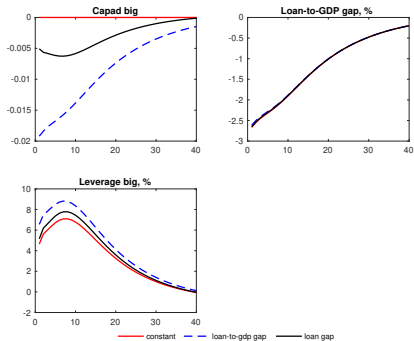 Capad big
0
-0.005
-0.01
-0.015
-0.02
0 10 20 30 40
Loan-to-GDP gap, %
0
-0.5
-1
-1.5
-2
-2.5
-3
0 10 20 30 40
Leverage big, %
10
8
6
4
2
0
-2
0 10 20 30 40
constant loan-to-gdp gap loan gap